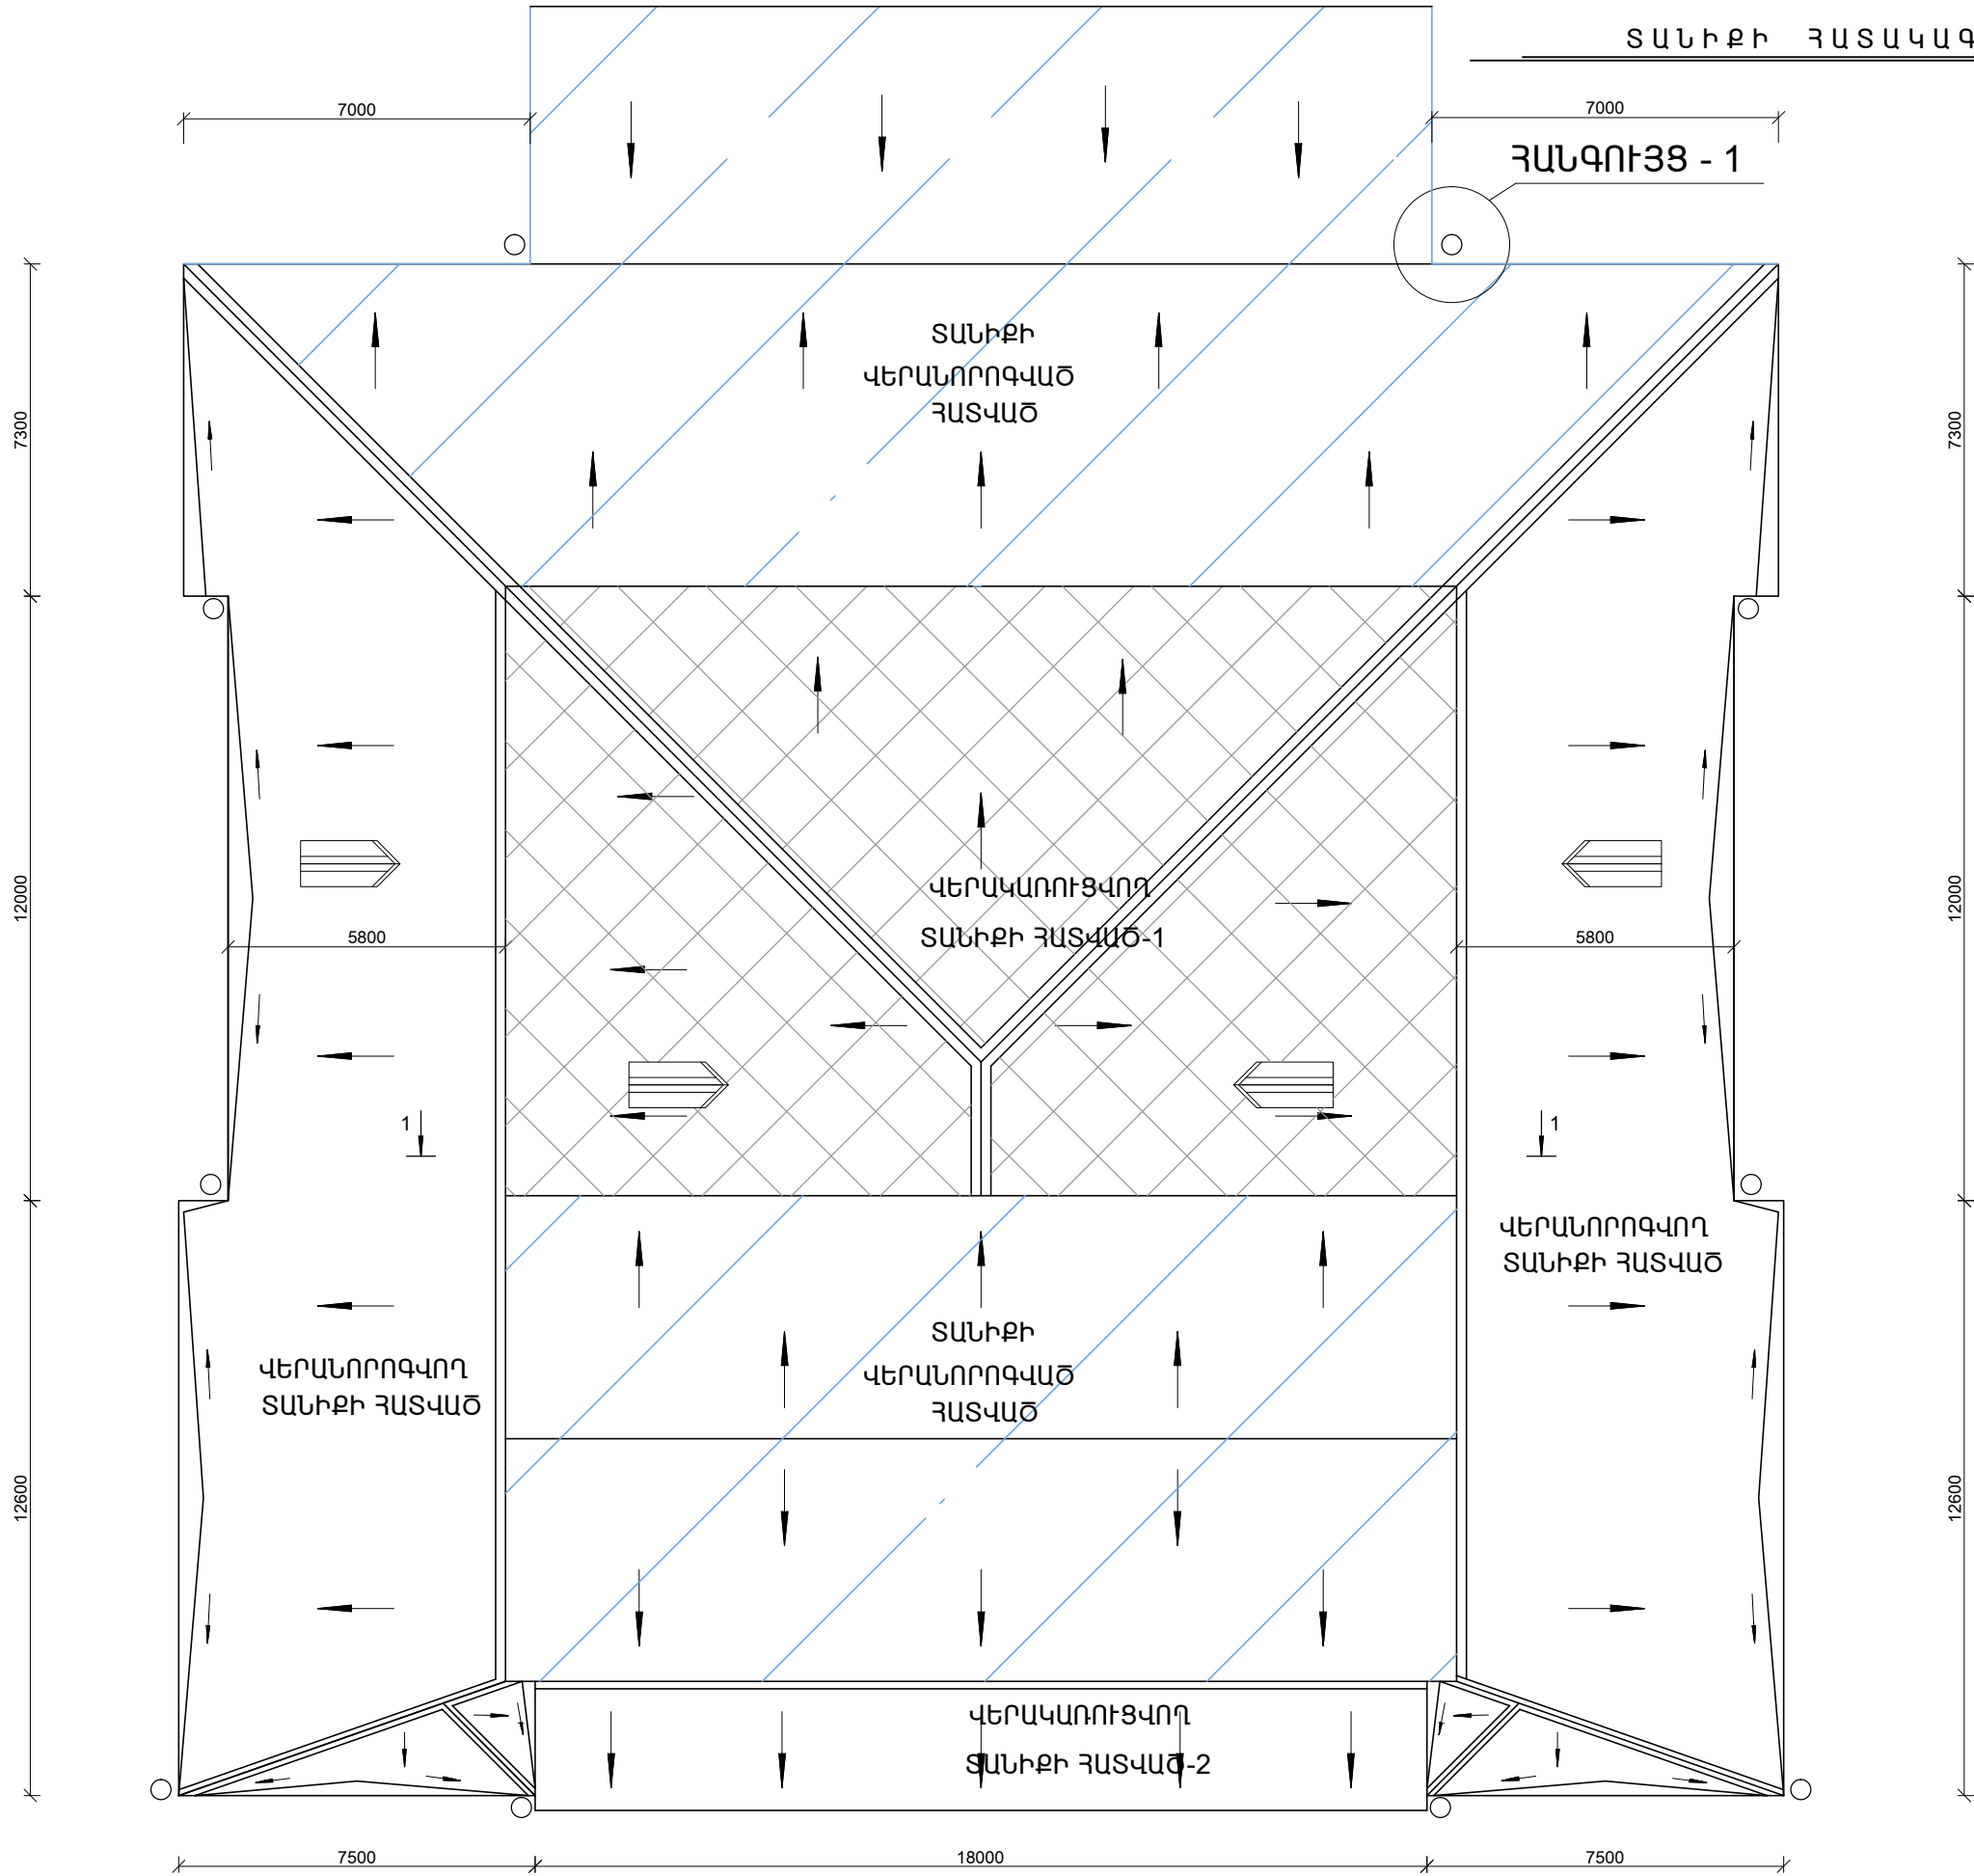 ՏԱՆԻՔԻ ՀԱՏԱԿԱԳ
7000
7000
ՀԱՆԳՈՒՅՑ - 1
ՏԱՆԻՔԻ
ՎԵՐԱՆՈՐՈԳՎԱԾ
ՀԱՏՎԱԾ
7300
7300
ՎԵՐԱԿԱՌՈՒՑՎՈՂ
ՏԱՆԻՔԻ ՀԱՏՎԱԾ-1
12000
12000
5800
5800
1
1
ՎԵՐԱՆՈՐՈԳՎՈՂ
ՏԱՆԻՔԻ ՀԱՏՎԱԾ
ՏԱՆԻՔԻ
ՎԵՐԱՆՈՐՈԳՎԱԾ
ՀԱՏՎԱԾ
ՎԵՐԱՆՈՐՈԳՎՈՂ
ՏԱՆԻՔԻ ՀԱՏՎԱԾ
12600
12600
ՎԵՐԱԿԱՌՈՒՑՎՈՂ
ՏԱՆԻՔԻ ՀԱՏՎԱԾ-2
7500
18000
7500